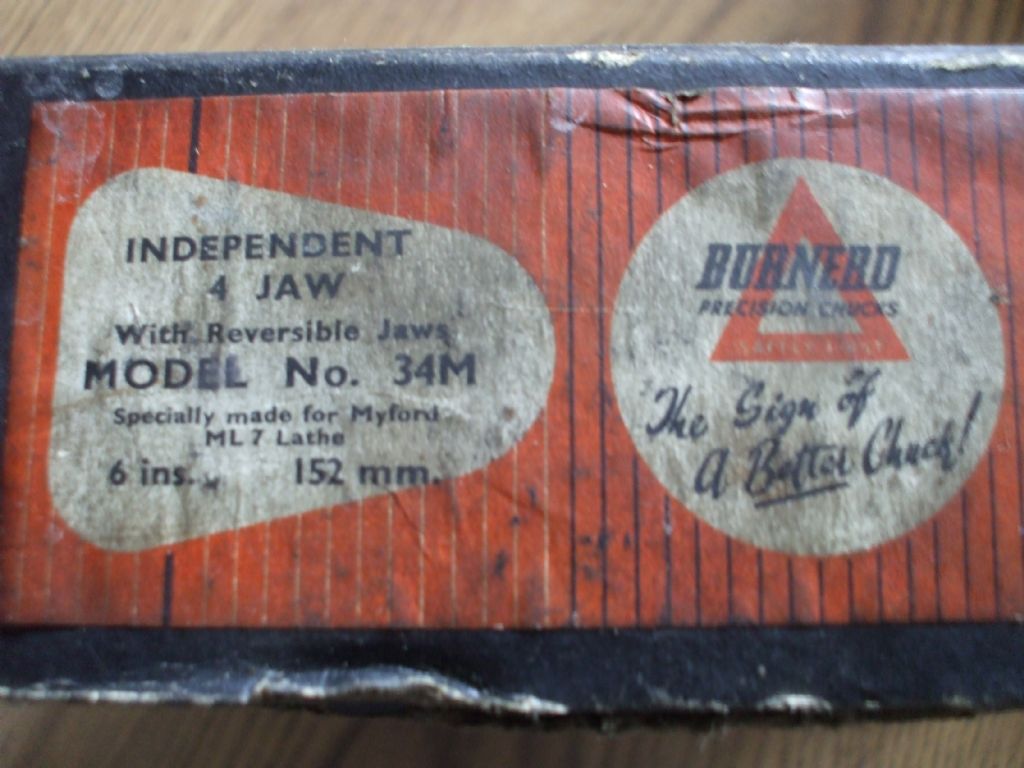 INDEPENDENT
4 JAW
With Reversible Jaws
MODEL No. 34M
Specially made for Myford
ML 7 Lathe
6 ins. 152 mm.
BURNERD
PRECISION CHUCKS
The Sign of
A Better Chuck!